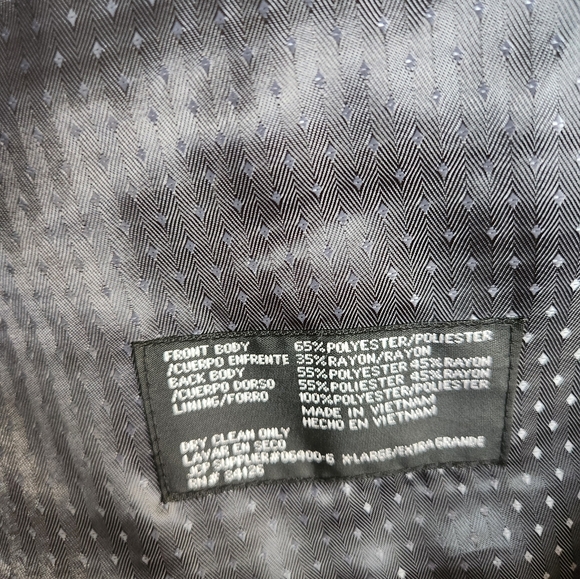 FRONT BODY 65% POLYESTER/POLIESTER
/CUERPO ENFRENTE 35% RAYON/RAYON
BACK BODY 55% POLYESTER 45% RAYON
/CUERPO DORSO 55% POLIESTER 45% RAYON
LINING/FORRO 100% POLYESTER/POLIESTER
MADE IN VIETNAM
HECHO EN VIETNAM
DRY CLEAN ONLY
LAVAR EN SECO
JCP SUPPLIER# 06400-6 X-LARGE/EXTRA GRANDE
RN# 94126